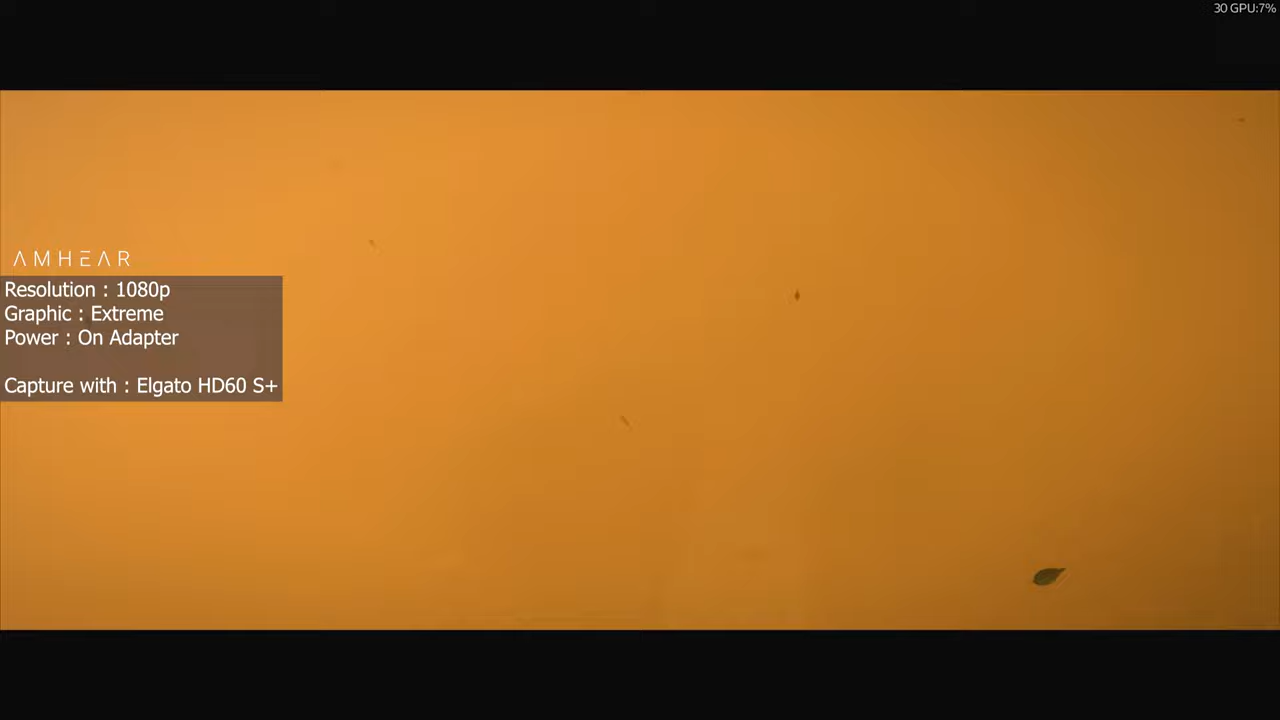 30 GPU:7%
AMHEAR
Resolution : 1080p
Graphic : Extreme
Power : On Adapter
Capture with : Elgato HD60 S+